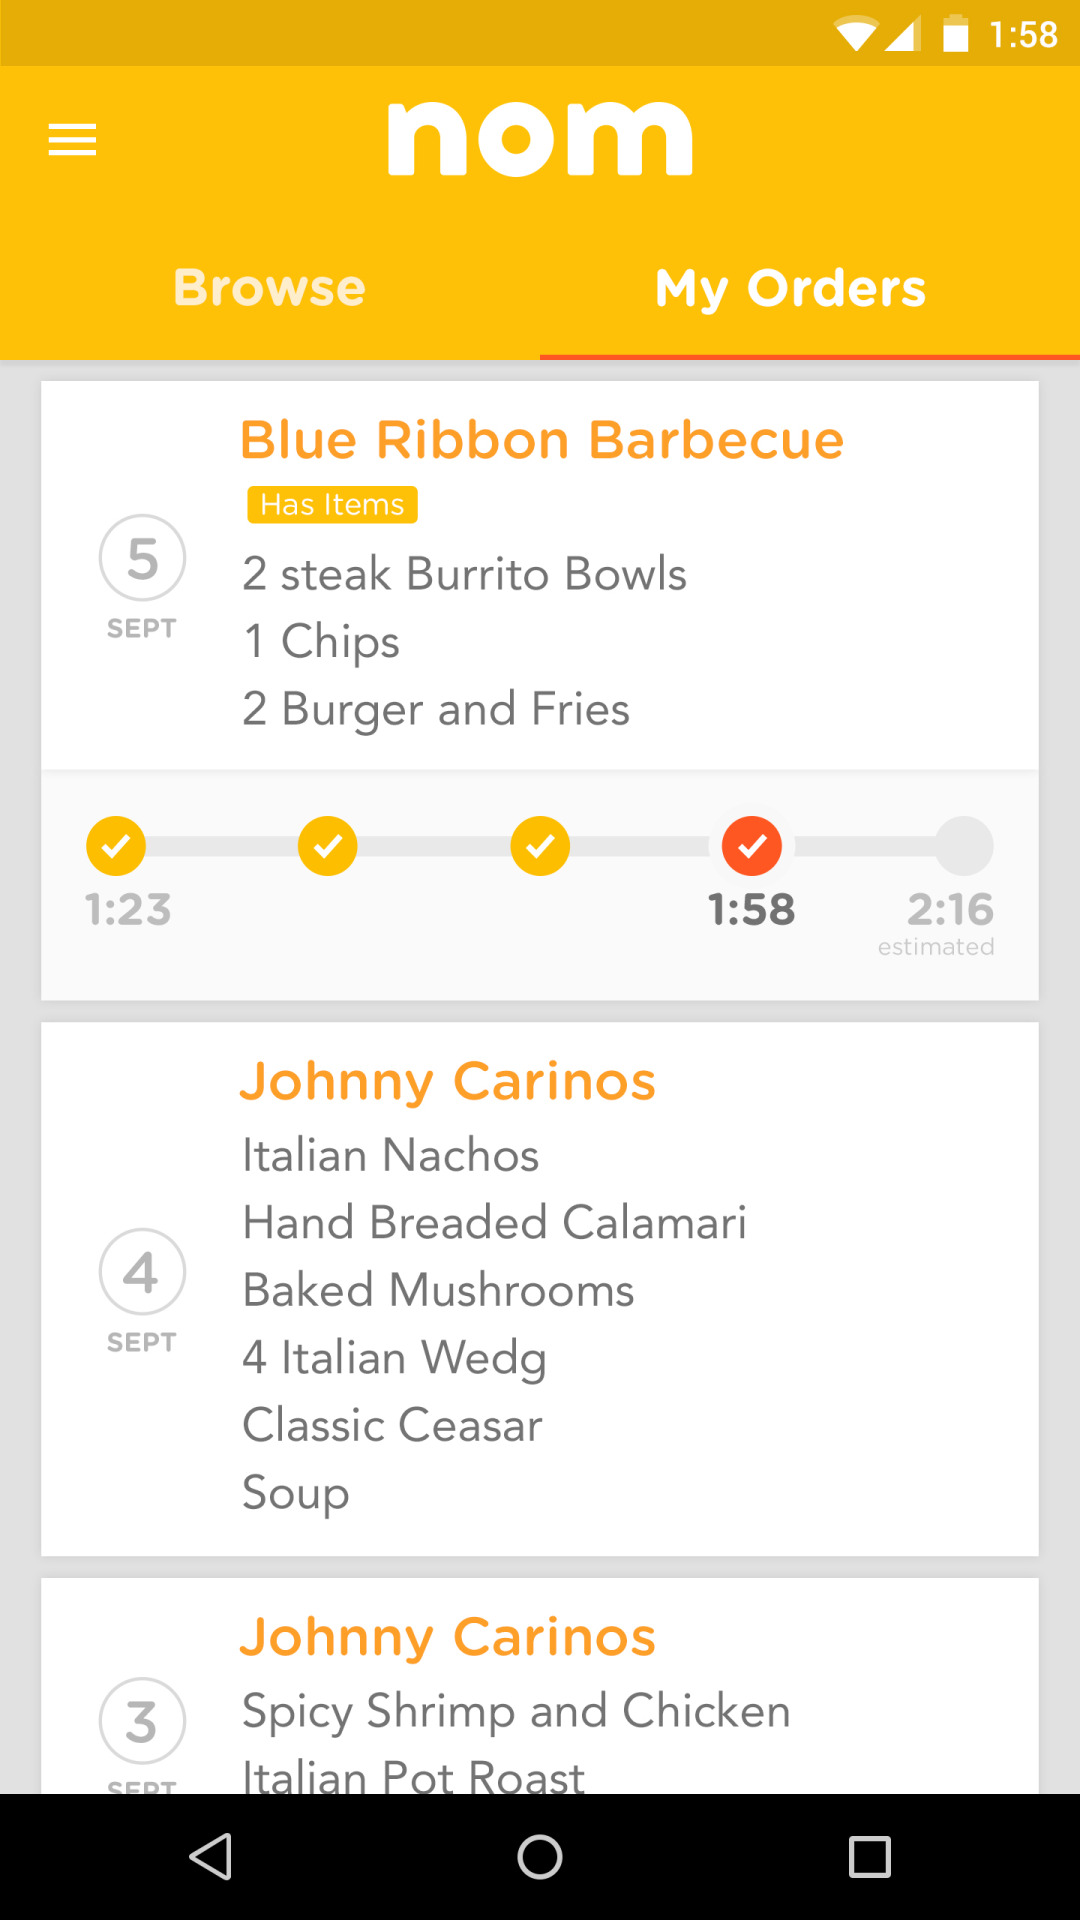 1:58
nom
Browse
My Orders
Blue Ribbon Barbecue
Has Items
5
SEPT
2 steak Burrito Bowls
1 Chips
2 Burger and Fries
1:23
1:58
2:16
estimated
Johnny Carinos
4
SEPT
Italian Nachos
Hand Breaded Calamari
Baked Mushrooms
4 Italian Wedg
Classic Ceasar
Soup
Johnny Carinos
3
SEPT
Spicy Shrimp and Chicken
Italian Pot Roast